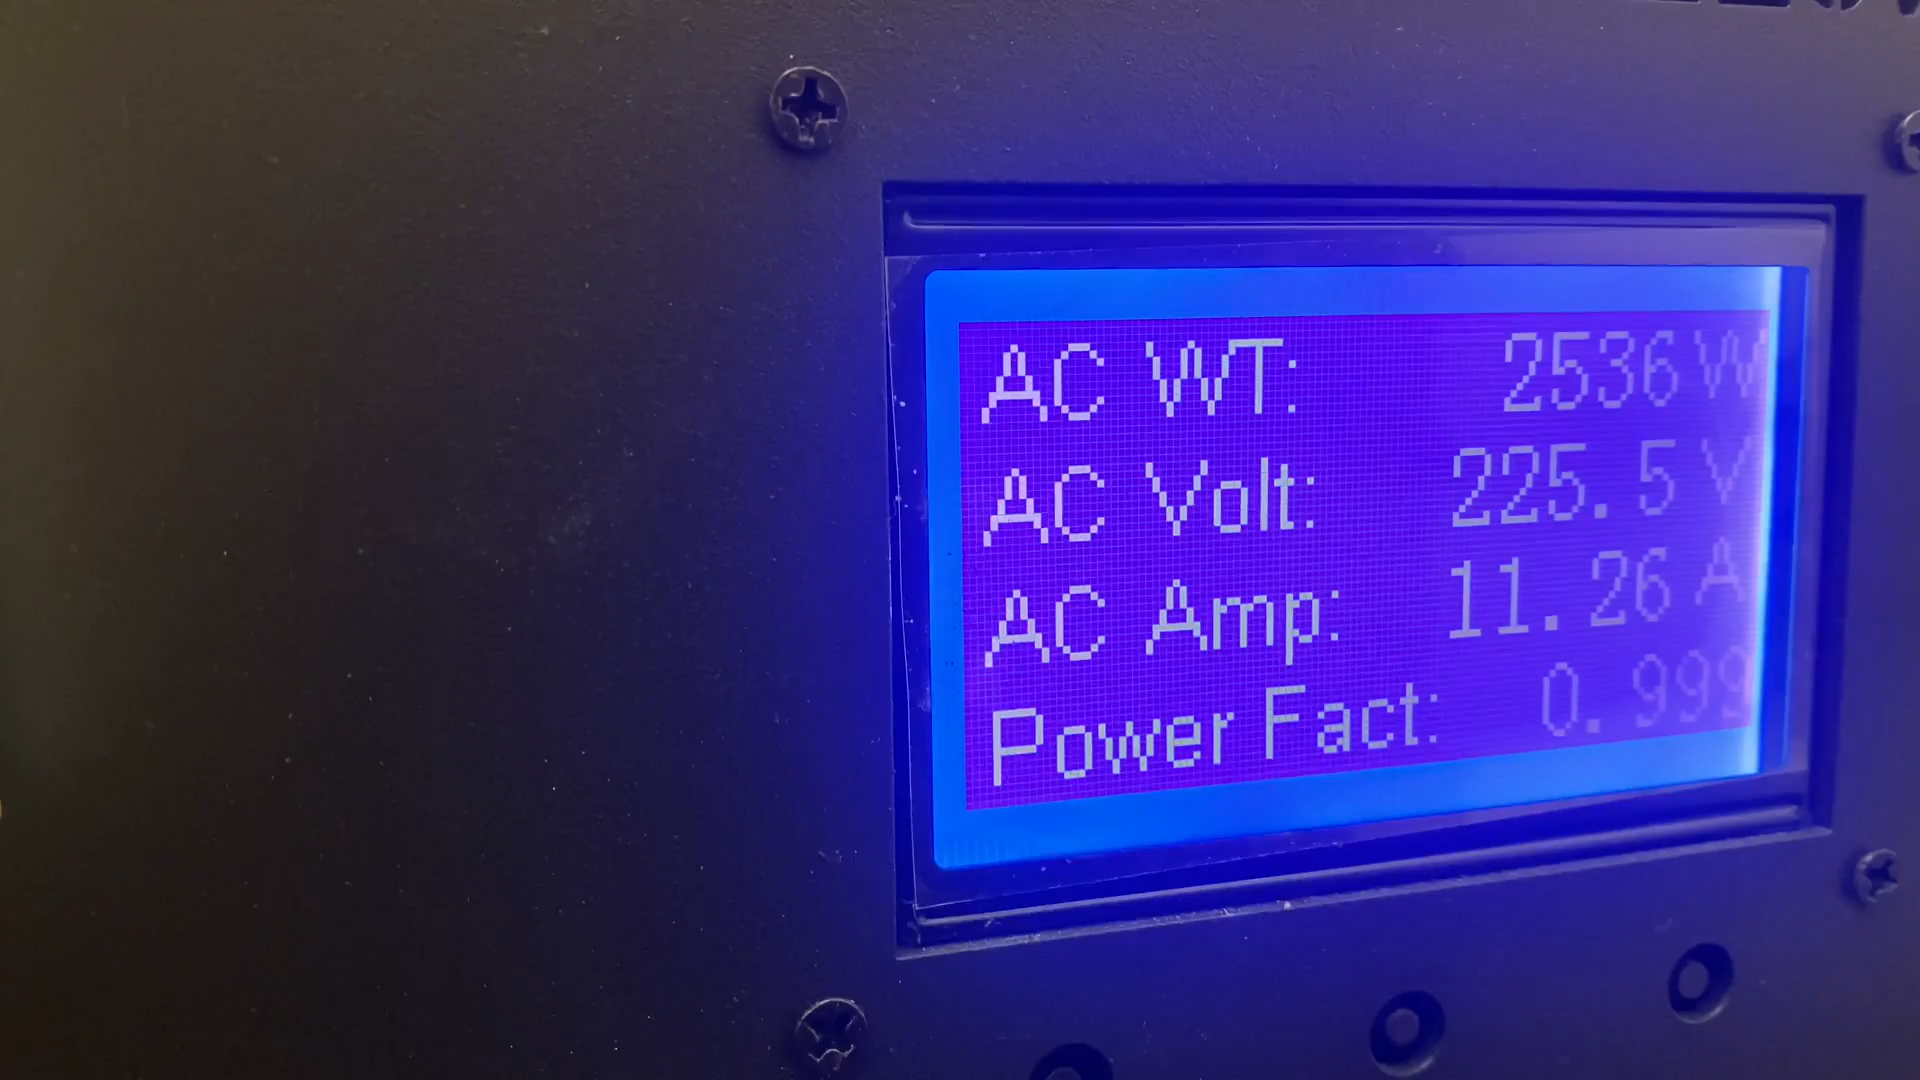 AC WT: 2536 W
AC Volt: 225.5 V
AC Amp: 11.26 A
Power Fact: 0.999